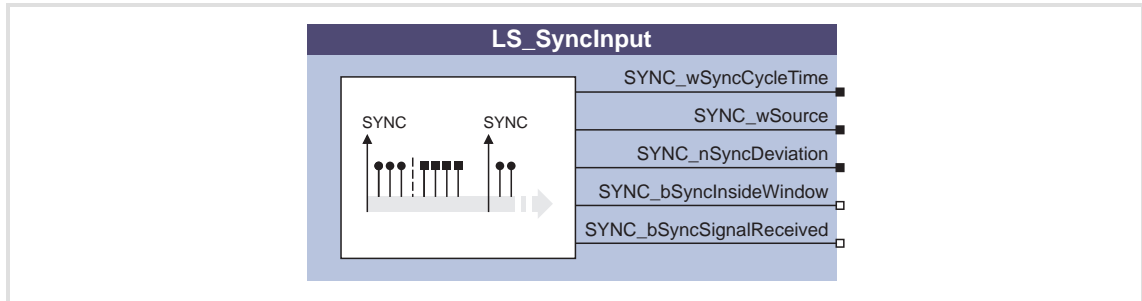 LS_SyncInput
SYNC_wSyncCycleTime
SYNC_wSource
SYNC_nSyncDeviation
SYNC_bSyncInsideWindow
SYNC_bSyncSignalReceived
SYNC SYNC